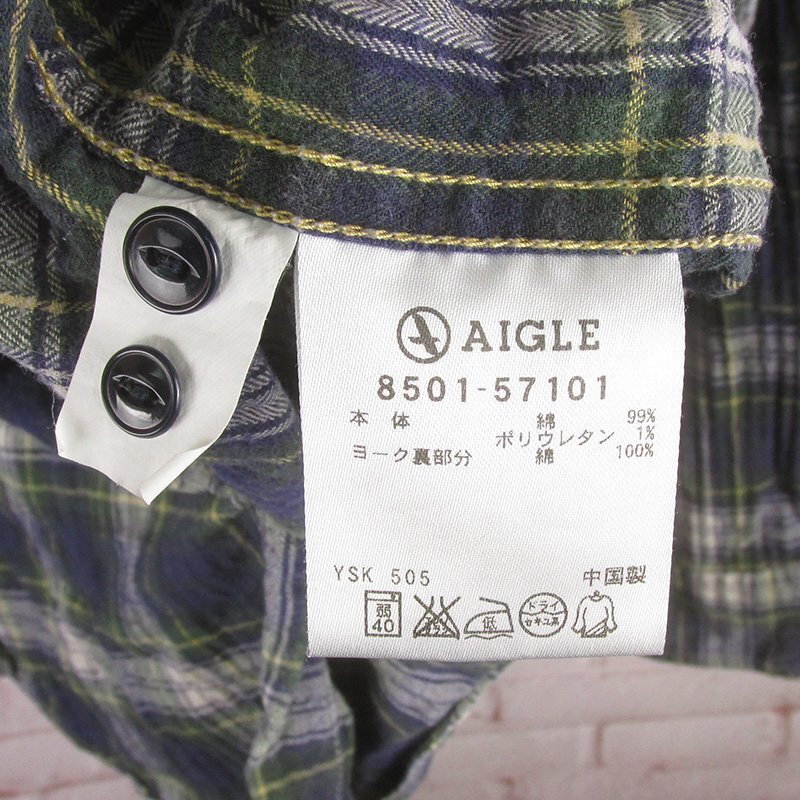 AIGLE
8501-57101
本体 綿 99%
ポリウレタン 1%
ヨーク裏部分 綿 100%
YSK 505 中国製
弱 40 低 ドライ セキユ系